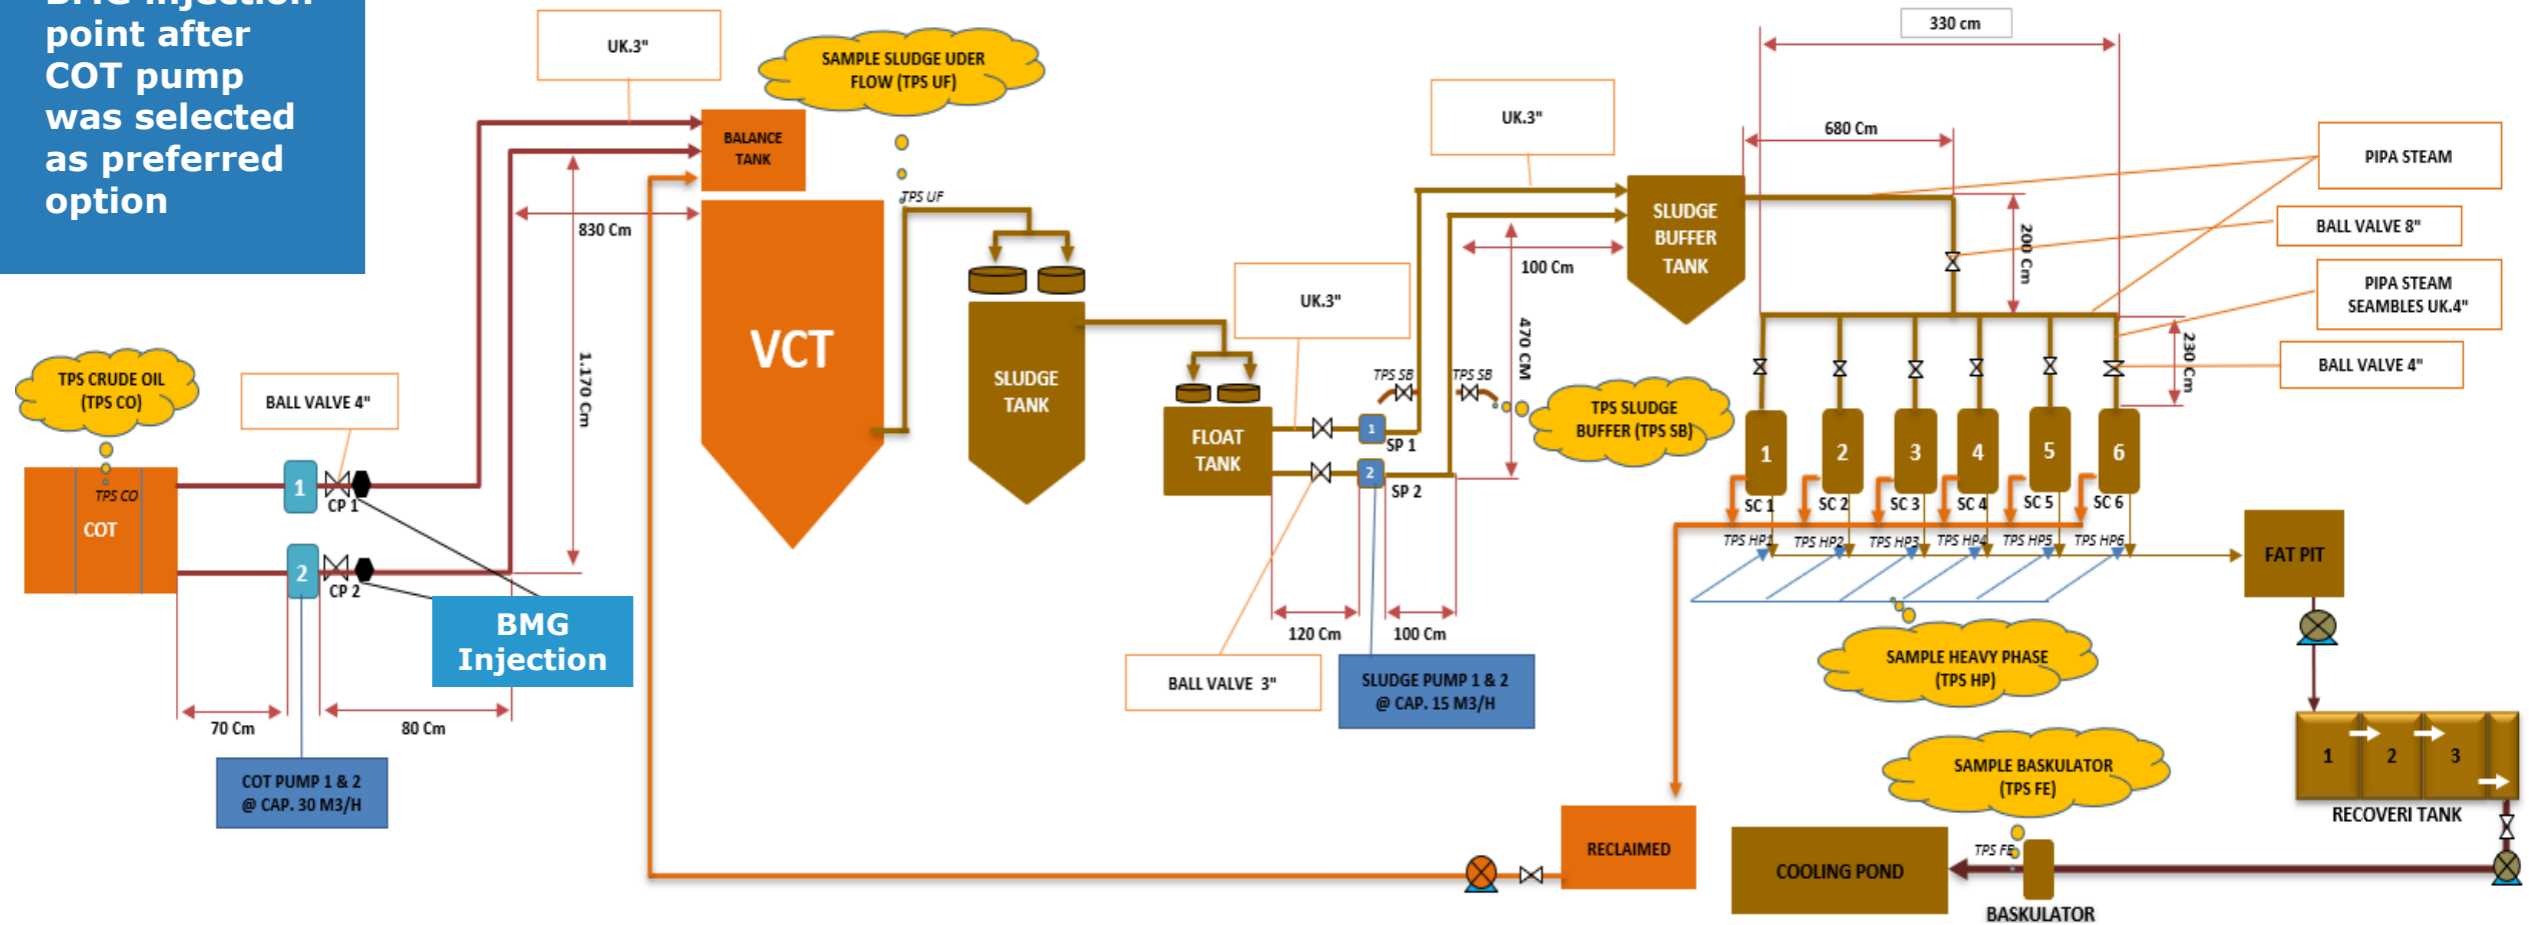 BMG injection
point after
COT pump
was selected
as preferred
option
UK.3"
SAMPLE SLUDGE UDER
FLOW (TPS UF)
BALANCE
TANK
TPS UF
830 Cm
1.170 Cm
VCT
TPS CRUDE OIL
(TPS CO)
BALL VALVE 4"
TPS CO
COT
1
CP 1
2
CP 2
BMG
Injection
70 Cm
80 Cm
COT PUMP 1 & 2
@ CAP. 30 M3/H
SLUDGE
TANK
UK.3"
FLOAT
TANK
1
SP 1
2
SP 2
120 Cm
100 Cm
BALL VALVE 3"
SLUDGE PUMP 1 & 2
@ CAP. 15 M3/H
UK.3"
TPS SB
TPS SB
470 CM
100 Cm
TPS SLUDGE
BUFFER (TPS SB)
SLUDGE
BUFFER
TANK
330 cm
680 Cm
200 Cm
230 Cm
PIPA STEAM
BALL VALVE 8"
PIPA STEAM
SEAMBLES UK.4"
BALL VALVE 4"
1
2
3
4
5
6
SC 1
SC 2
SC 3
SC 4
SC 5
SC 6
TPS HP1
TPS HP2
TPS HP3
TPS HP4
TPS HP5
TPS HP6
FAT PIT
SAMPLE HEAVY PHASE
(TPS HP)
SAMPLE BASKULATOR
(TPS FE)
1
2
3
RECOVERI TANK
RECLAIMED
COOLING POND
TPS FE
BASKULATOR